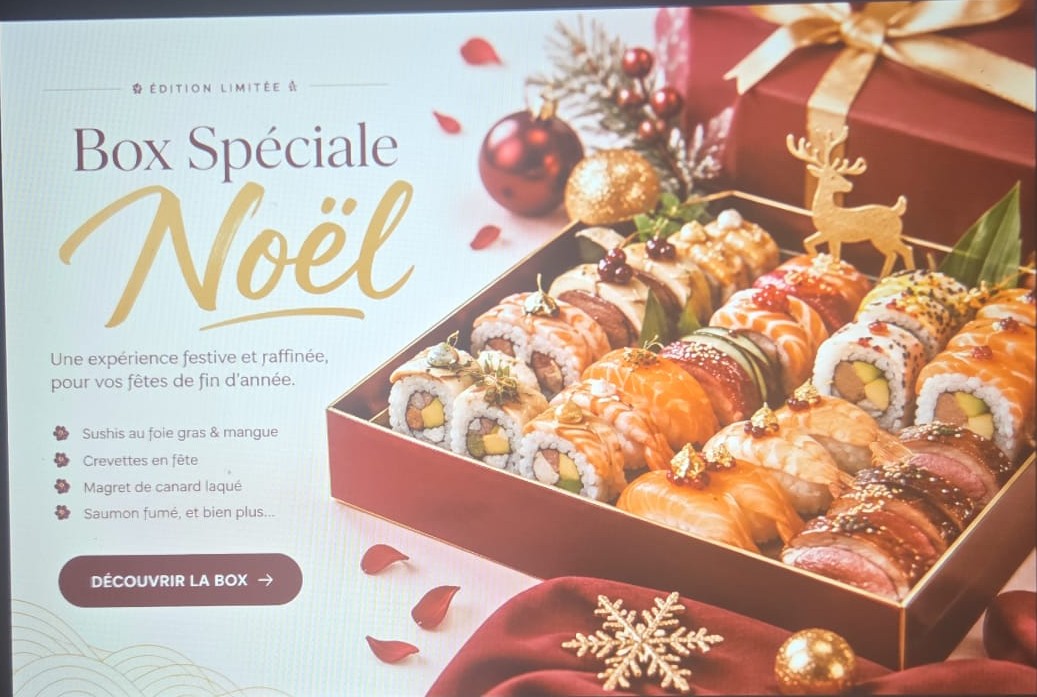 ÉDITION LIMITÉE
Box Spéciale
Noël
Une expérience festive et raffinée,
pour vos fêtes de fin d'année.
Sushis au foie gras & mangue
Crevettes en fête
Magret de canard laqué
Saumon fumé, et bien plus...
DÉCOUVRIR LA BOX →